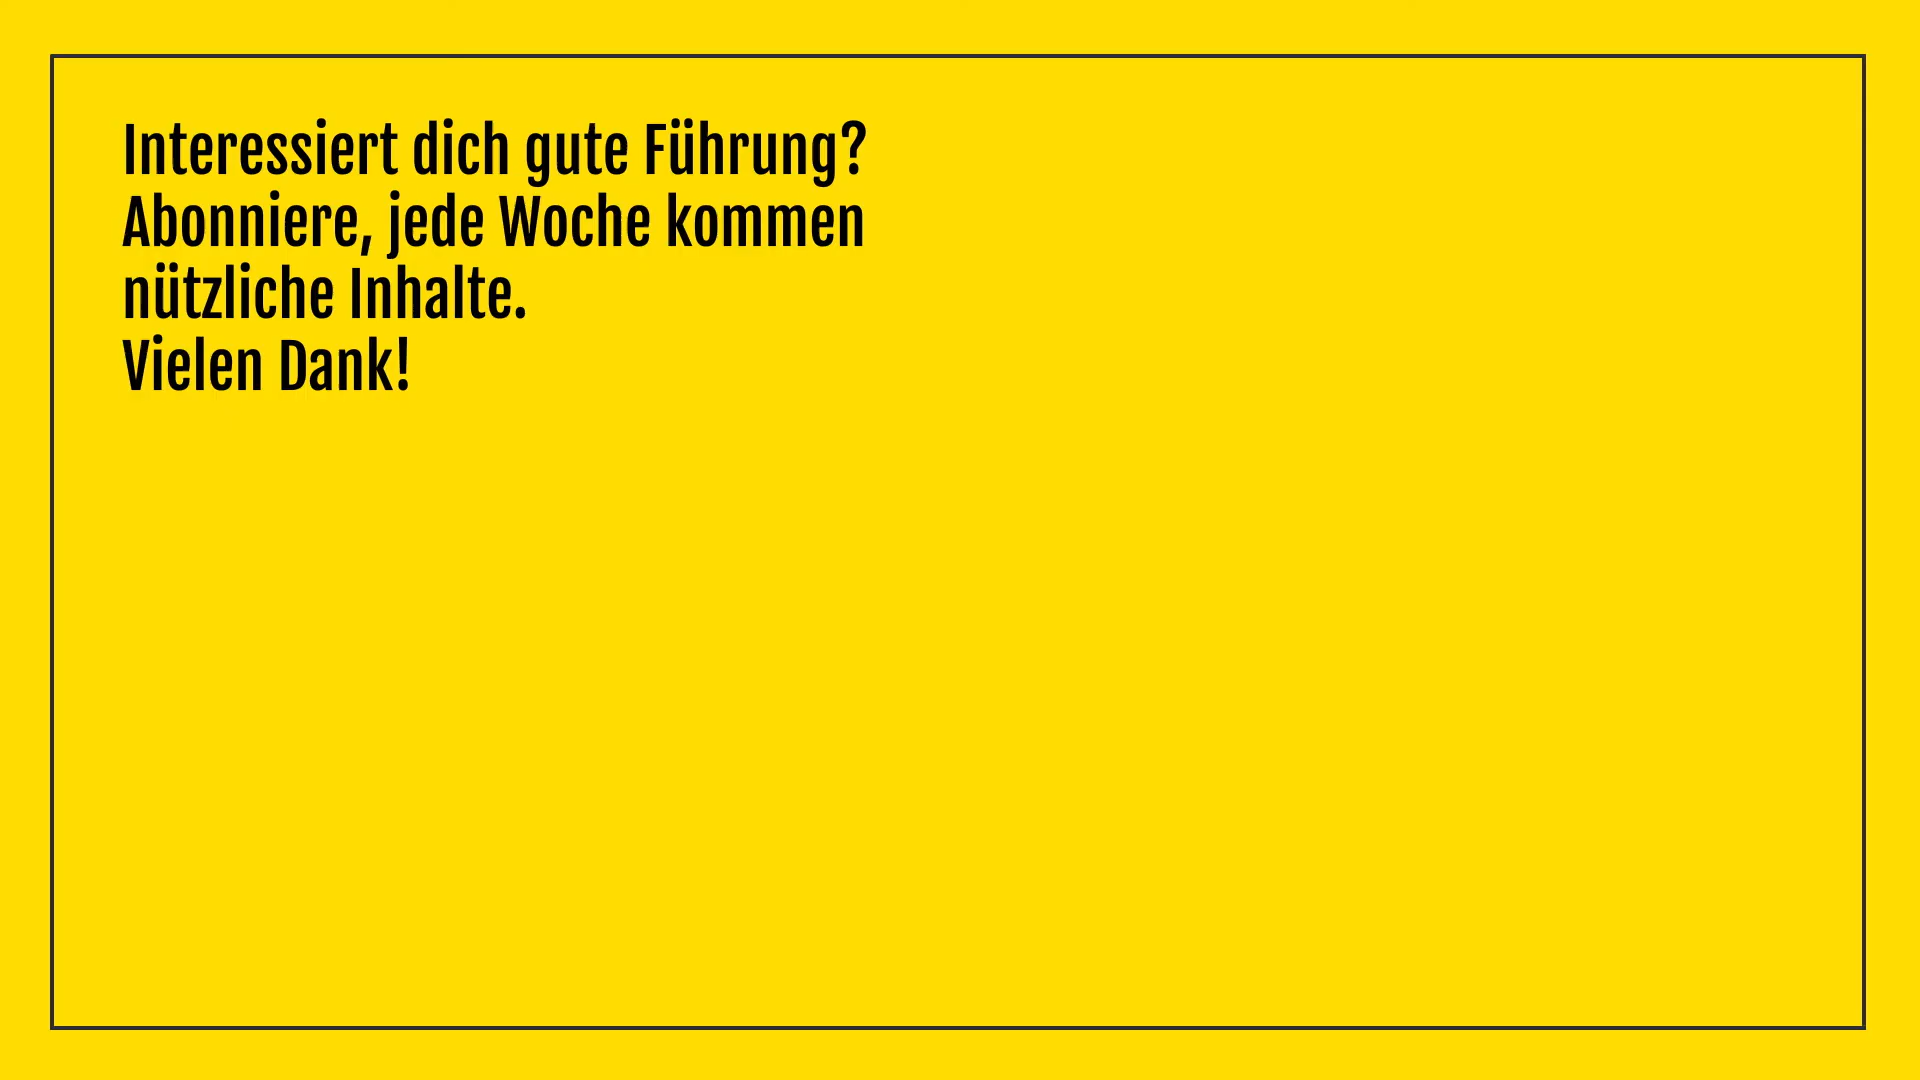 Interessiert dich gute Führung?
Abonniere, jede Woche kommen
nützliche Inhalte.
Vielen Dank!